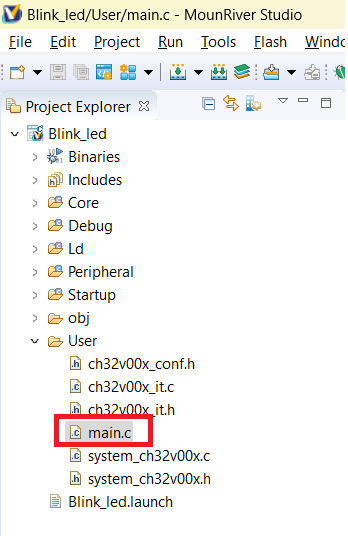 Blink_led/User/main.c - MounRiver Studio
File Edit Project Run Tools Flash Windo
Project Explorer
Blink_led
Binaries
Includes
Core
Debug
Ld
Peripheral
Startup
obj
User
.h ch32v00x_conf.h
.c ch32v00x_it.c
.h ch32v00x_it.h
.c main.c
.c system_ch32v00x.c
.h system_ch32v00x.h
Blink_led.launch